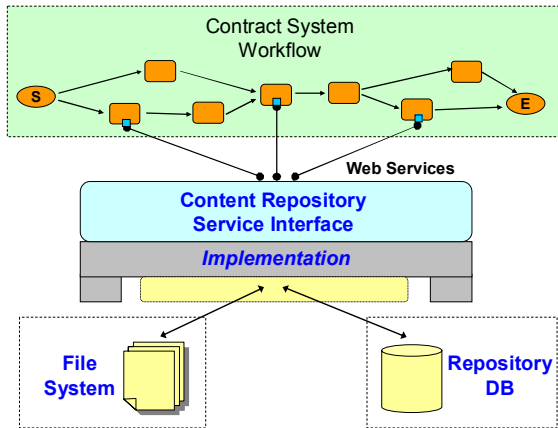 Contract System
Workflow
S
E
Web Services
Content Repository
Service Interface
Implementation
File
System
Repository
DB